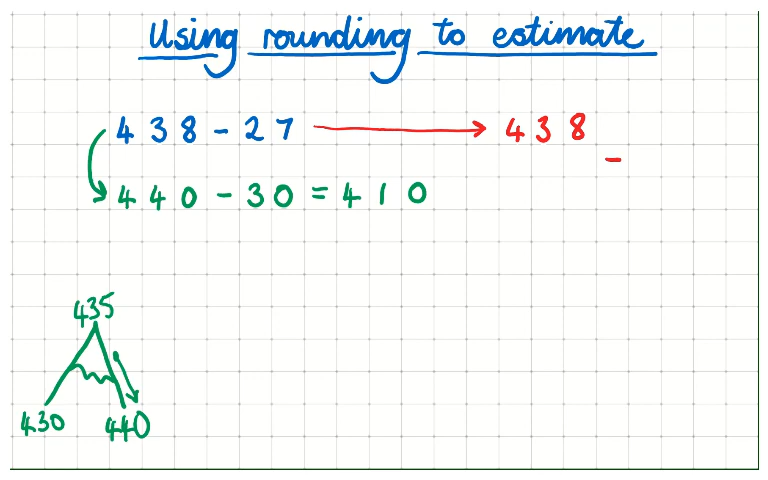 Using rounding to estimate
438 - 27 → 438
-
440 - 30 = 410
435
430 440